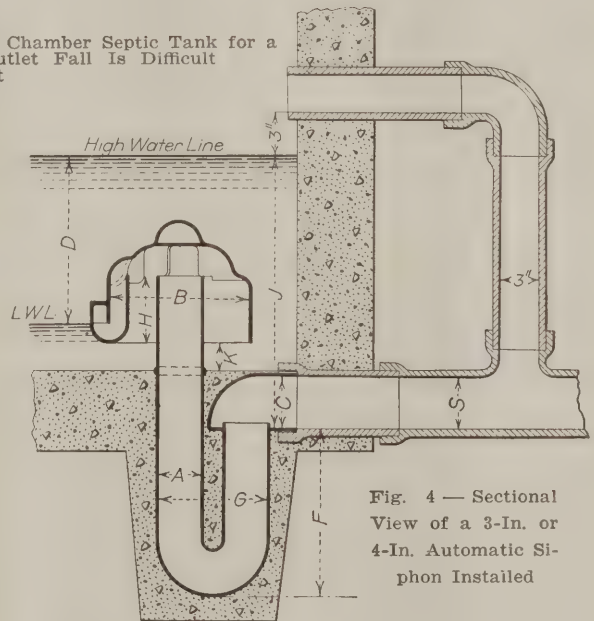 Chamber Septic Tank for a
utlet Fall Is Difficult
t
High Water Line
3"
D
J
B
H
LWL
K
3"
C
S
A
G
F
Fig. 4 — Sectional
View of a 3-In. or
4-In. Automatic Si-
phon Installed